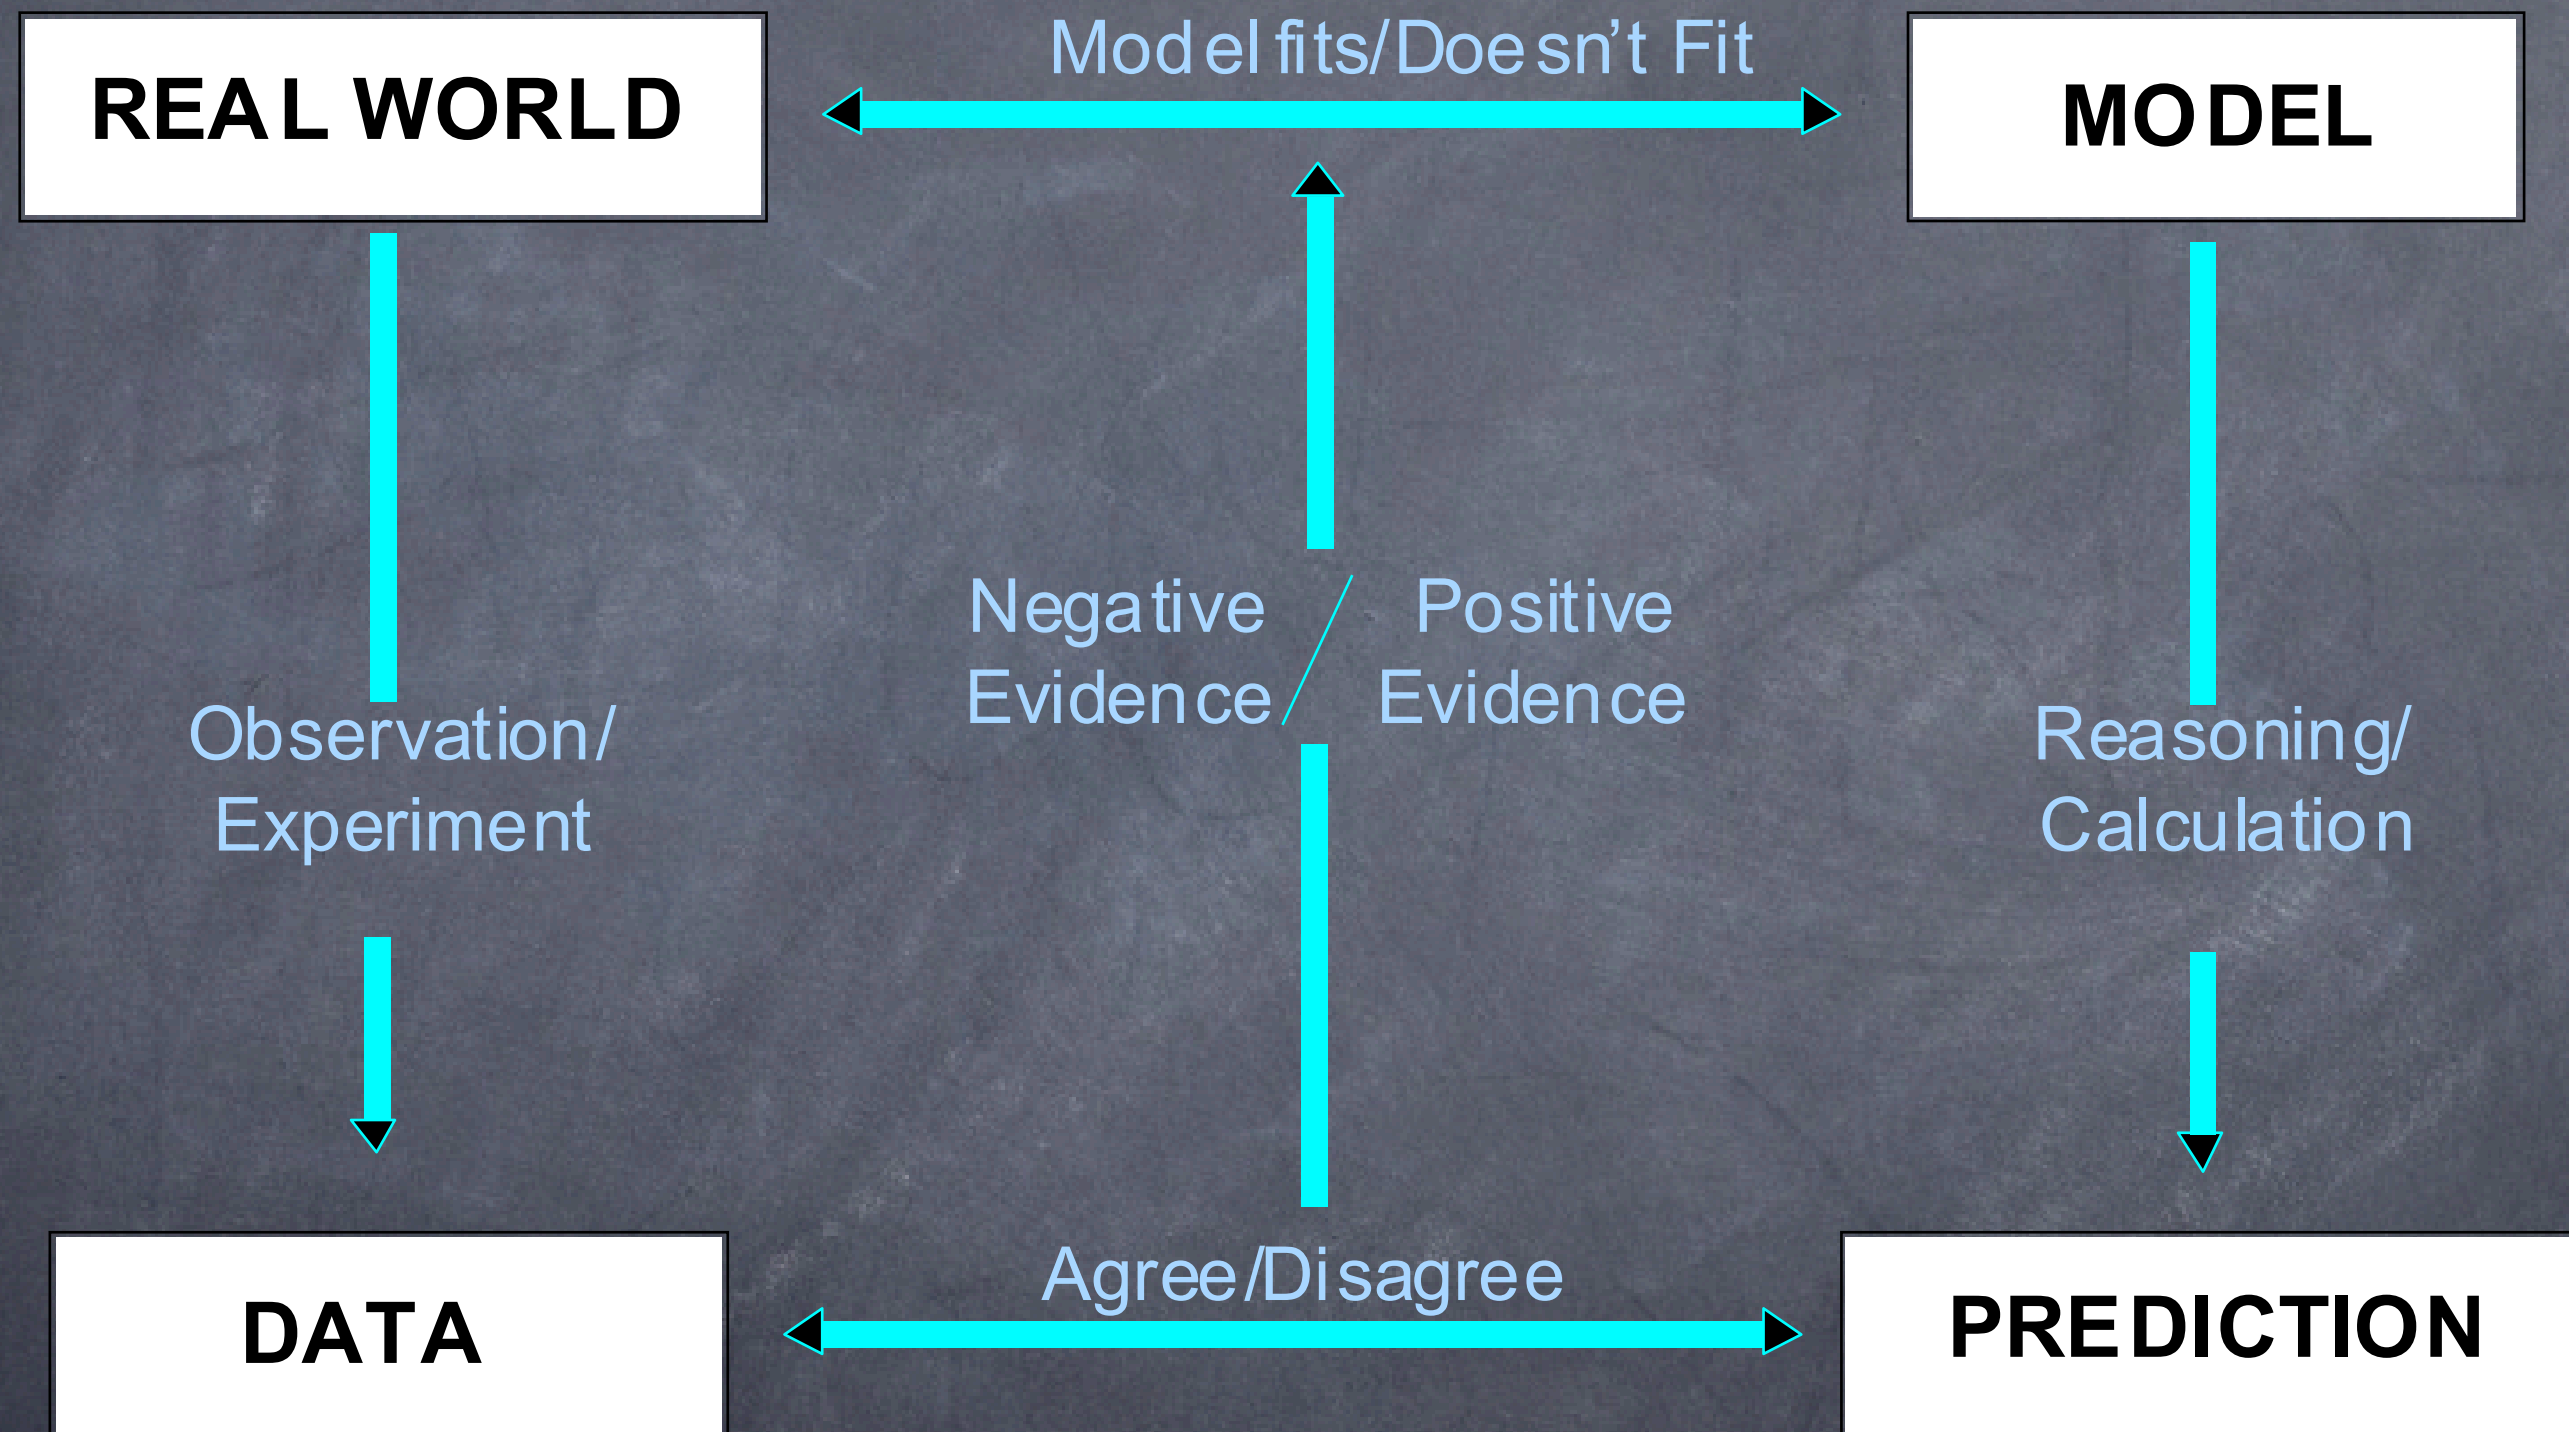 REAL WORLD
Model fits/Doesn’t Fit
MODEL
Negative / Positive
Evidence Evidence
Observation/
Experiment
Reasoning/
Calculation
Agree/Disagree
DATA
PREDICTION